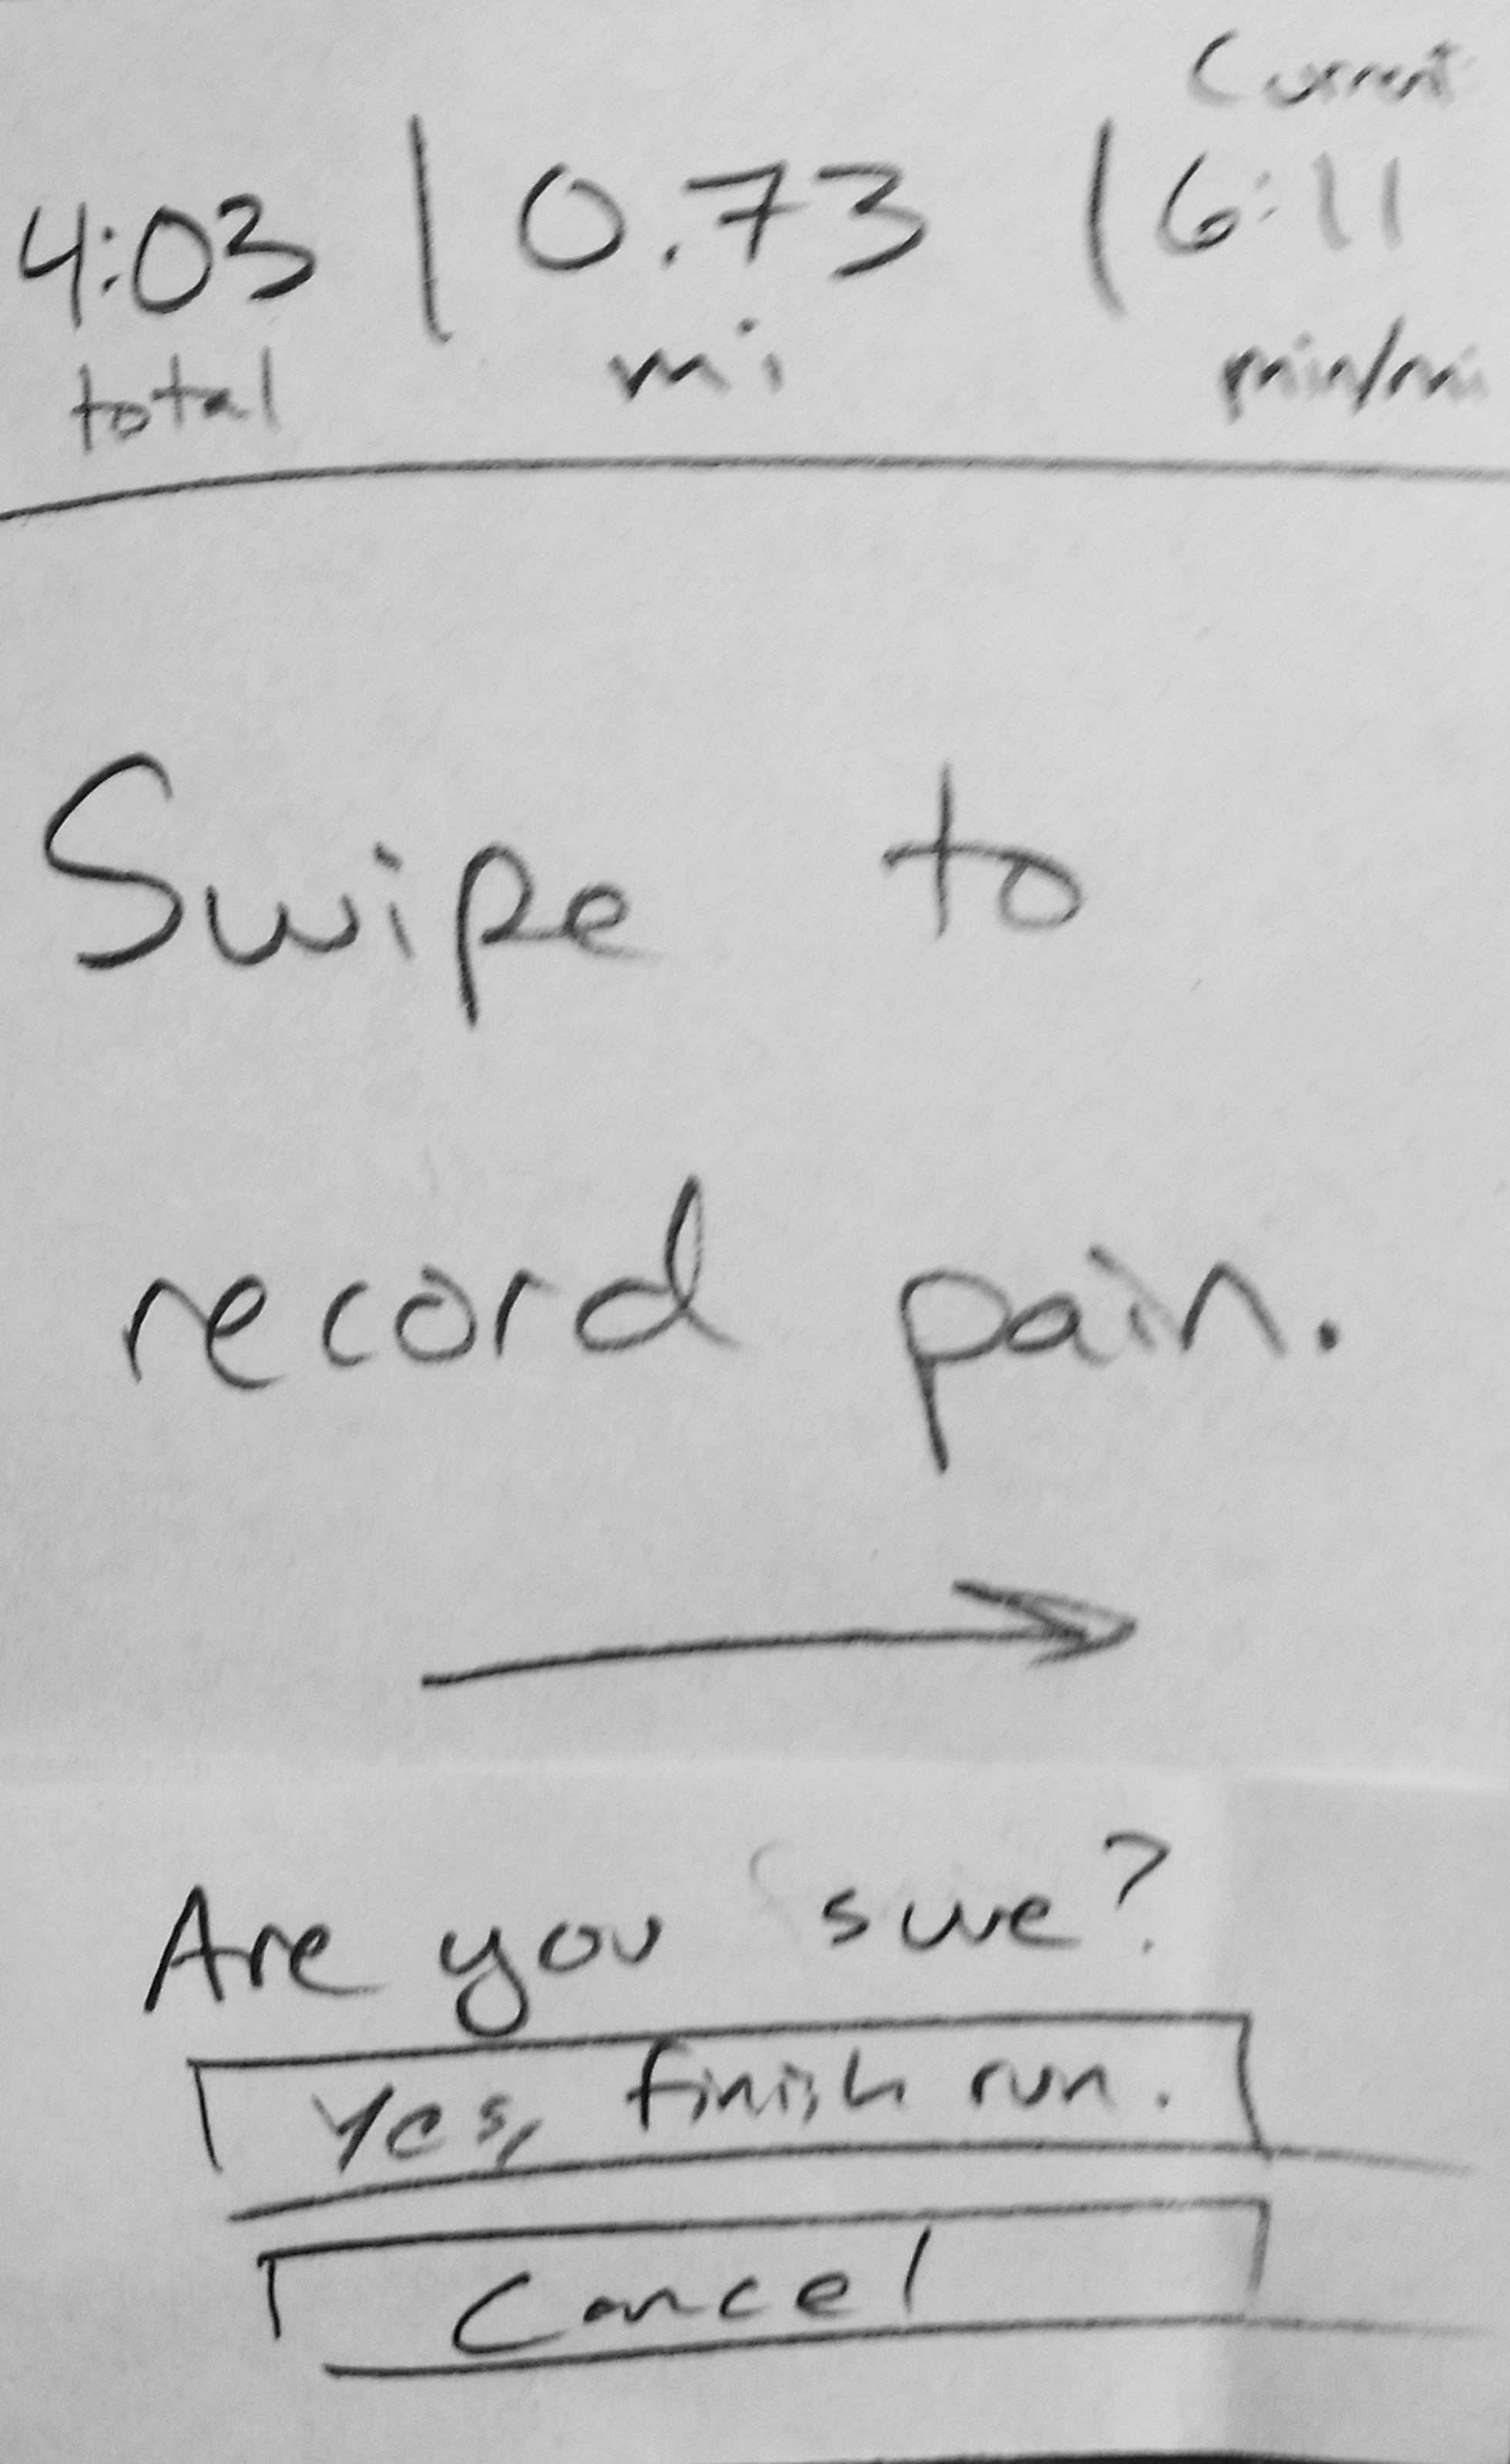 Current
4:03 | 0.73 | 6:11
total mi min/mi
Swipe to
record pain.
Are you sure?
Yes, finish run.
Cancel